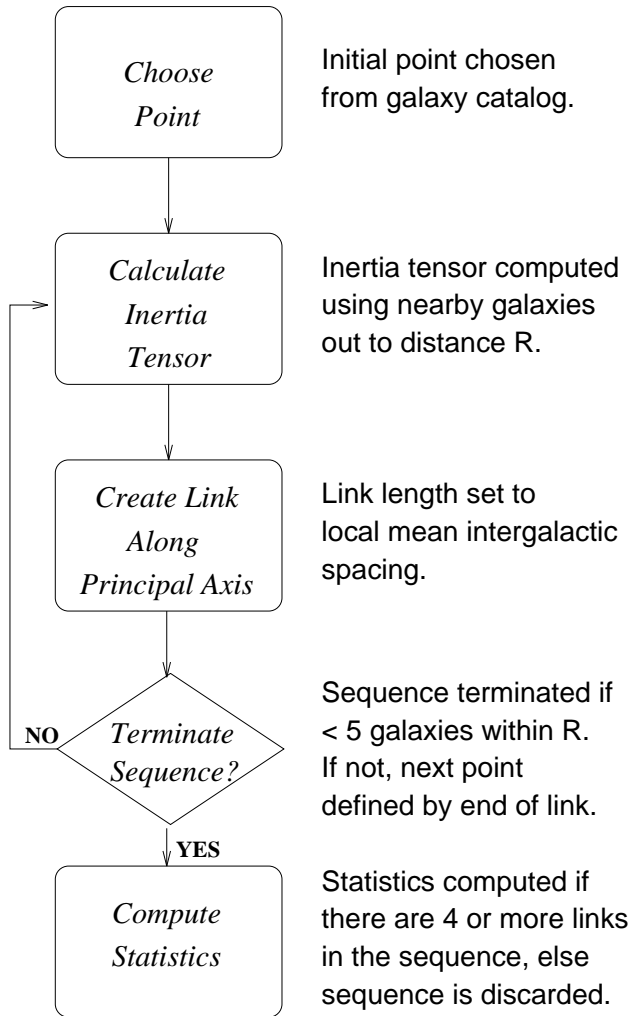 Choose
Point
Initial point chosen
from galaxy catalog.
Calculate
Inertia
Tensor
Inertia tensor computed
using nearby galaxies
out to distance R.
Create Link
Along
Principal Axis
Link length set to
local mean intergalactic
spacing.
NO
Terminate
Sequence?
Sequence terminated if
< 5 galaxies within R.
If not, next point
defined by end of link.
YES
Compute
Statistics
Statistics computed if
there are 4 or more links
in the sequence, else
sequence is discarded.